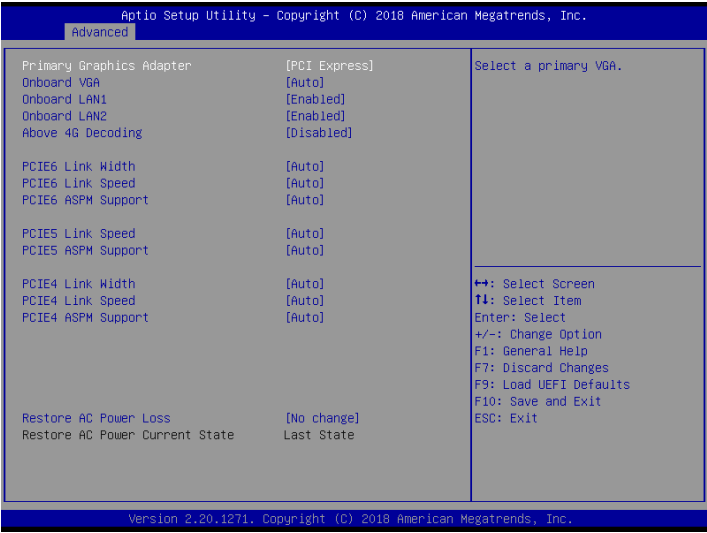 Aptio Setup Utility – Copyright (C) 2018 American Megatrends, Inc.
Advanced
Primary Graphics Adapter [PCI Express]
Onboard VGA [Auto]
Onboard LAN1 [Enabled]
Onboard LAN2 [Enabled]
Above 4G Decoding [Disabled]
PCIE6 Link Width [Auto]
PCIE6 Link Speed [Auto]
PCIE6 ASPM Support [Auto]
PCIE5 Link Speed [Auto]
PCIE5 ASPM Support [Auto]
PCIE4 Link Width [Auto]
PCIE4 Link Speed [Auto]
PCIE4 ASPM Support [Auto]
Restore AC Power Loss [No change]
Restore AC Power Current State Last State
Select a primary VGA.
↔: Select Screen
↑↓: Select Item
Enter: Select
+/-: Change Option
F1: General Help
F7: Discard Changes
F9: Load UEFI Defaults
F10: Save and Exit
ESC: Exit
Version 2.20.1271. Copyright (C) 2018 American Megatrends, Inc.